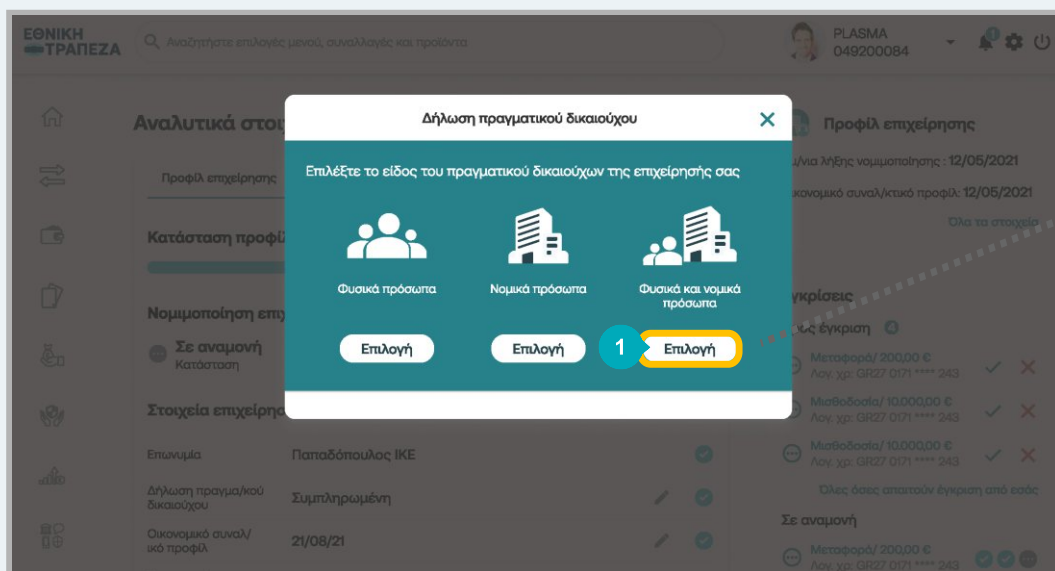 ΕΘΝΙΚΗ
ΤΡΑΠΕΖΑ
Αναζητήστε επιλογές μενού, συναλλαγές και προϊόντα
PLASMA
049200084
1
Αναλυτικά στοι
Προφίλ επιχείρησης
Κατάσταση προφίλ
Νομιμοποίηση επιχ
Σε αναμονή
Κατάσταση
Στοιχεία επιχείρησ
Επωνυμία
Παπαδόπουλος ΙΚΕ
Δήλωση πραγμα/κού
δικαιούχου
Συμπληρωμένη
Οικονομικό συναλ/
ικό προφίλ
21/08/21
Δήλωση πραγματικού δικαιούχου
Επιλέξτε το είδος του πραγματικού δικαιούχων της επιχείρησής σας
Φυσικά πρόσωπα
Νομικά πρόσωπα
Φυσικά και νομικά
πρόσωπα
Επιλογή
Επιλογή
1
Επιλογή
Προφίλ επιχείρησης
/νια λήξης νομιμοποίησης : 12/05/2021
κονομικό συναλ/κτικό προφίλ: 12/05/2021
Όλα τα στοιχεία
γκρίσεις
ς έγκριση 4
Μεταφορά/ 200,00 €
Λογ. χρ: GR27 0171 **** 243
Μισθοδοσία/ 10.000,00 €
Λογ. χρ: GR27 0171 **** 243
Μισθοδοσία/ 10.000,00 €
Λογ. χρ: GR27 0171 **** 243
Όλες όσες απαιτούν έγκριση από εσάς
Σε αναμονή
Μεταφορά/ 200,00 €
Λογ. χρ: GR27 0171 **** 243